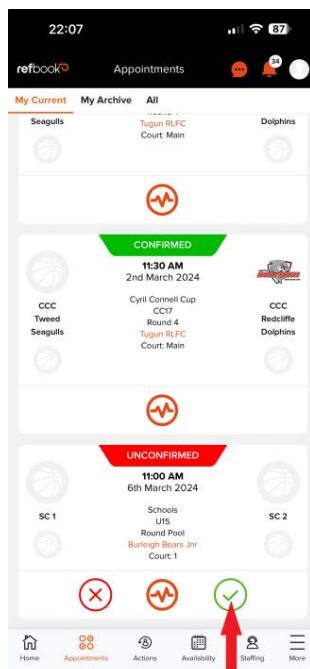 22:07
87
refbook
Appointments
34
My Current My Archive All
Seagulls
Tugun RLFC
Court: Main
Dolphins
CONFIRMED
11:30 AM
2nd March 2024
CCC
Tweed
Seagulls
Cyril Connell Cup
CC17
Round 4
Tugun RLFC
Court: Main
CCC
Redcliffe
Dolphins
UNCONFIRMED
11:00 AM
6th March 2024
SC 1
Schools
U15
Round Pool
Burleigh Bears Jnr
Court: 1
SC 2
Home Appointments Actions Availability Staffing More